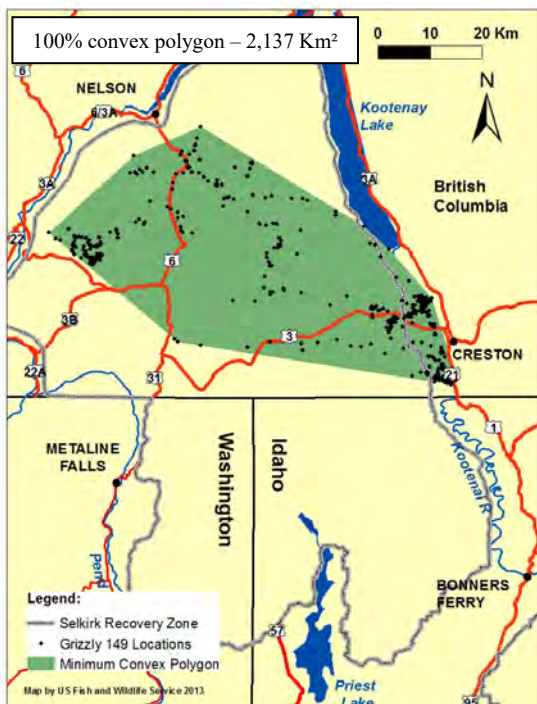 100% convex polygon – 2,137 Km²
0 10 20 Km
N
6
NELSON
6/3A
Kootenay
Lake
3A
3A
British
Columbia
22
6
3B
3
CRESTON
22A
31
21
1
METALINE
FALLS
Washington
Idaho
Kootenai R
Pend
BONNERS
FERRY
Legend:
Selkirk Recovery Zone
Grizzly 149 Locations
Minimum Convex Polygon
57
Map by US Fish and Wildlife Service 2013
Priest
Lake
95